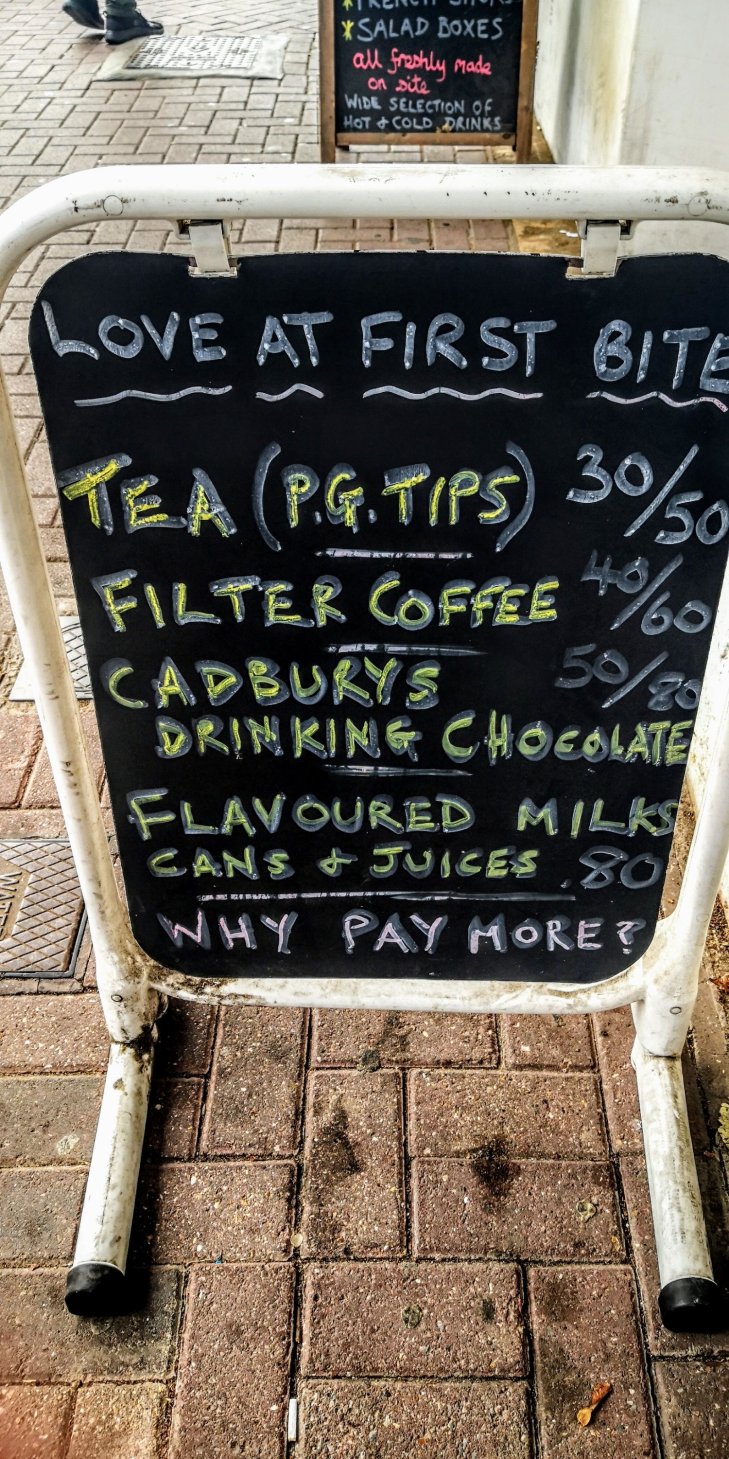 SALAD BOXES
all freshly made
on site
WIDE SELECTION OF
HOT & COLD DRINKS
LOVE AT FIRST BITE
TEA (P.G. TIPS) 30/50
FILTER COFFEE 40/60
CADBURYS 50/80
DRINKING CHOCOLATE
FLAVOURED MILKS
CANS & JUICES .80
WHY PAY MORE?